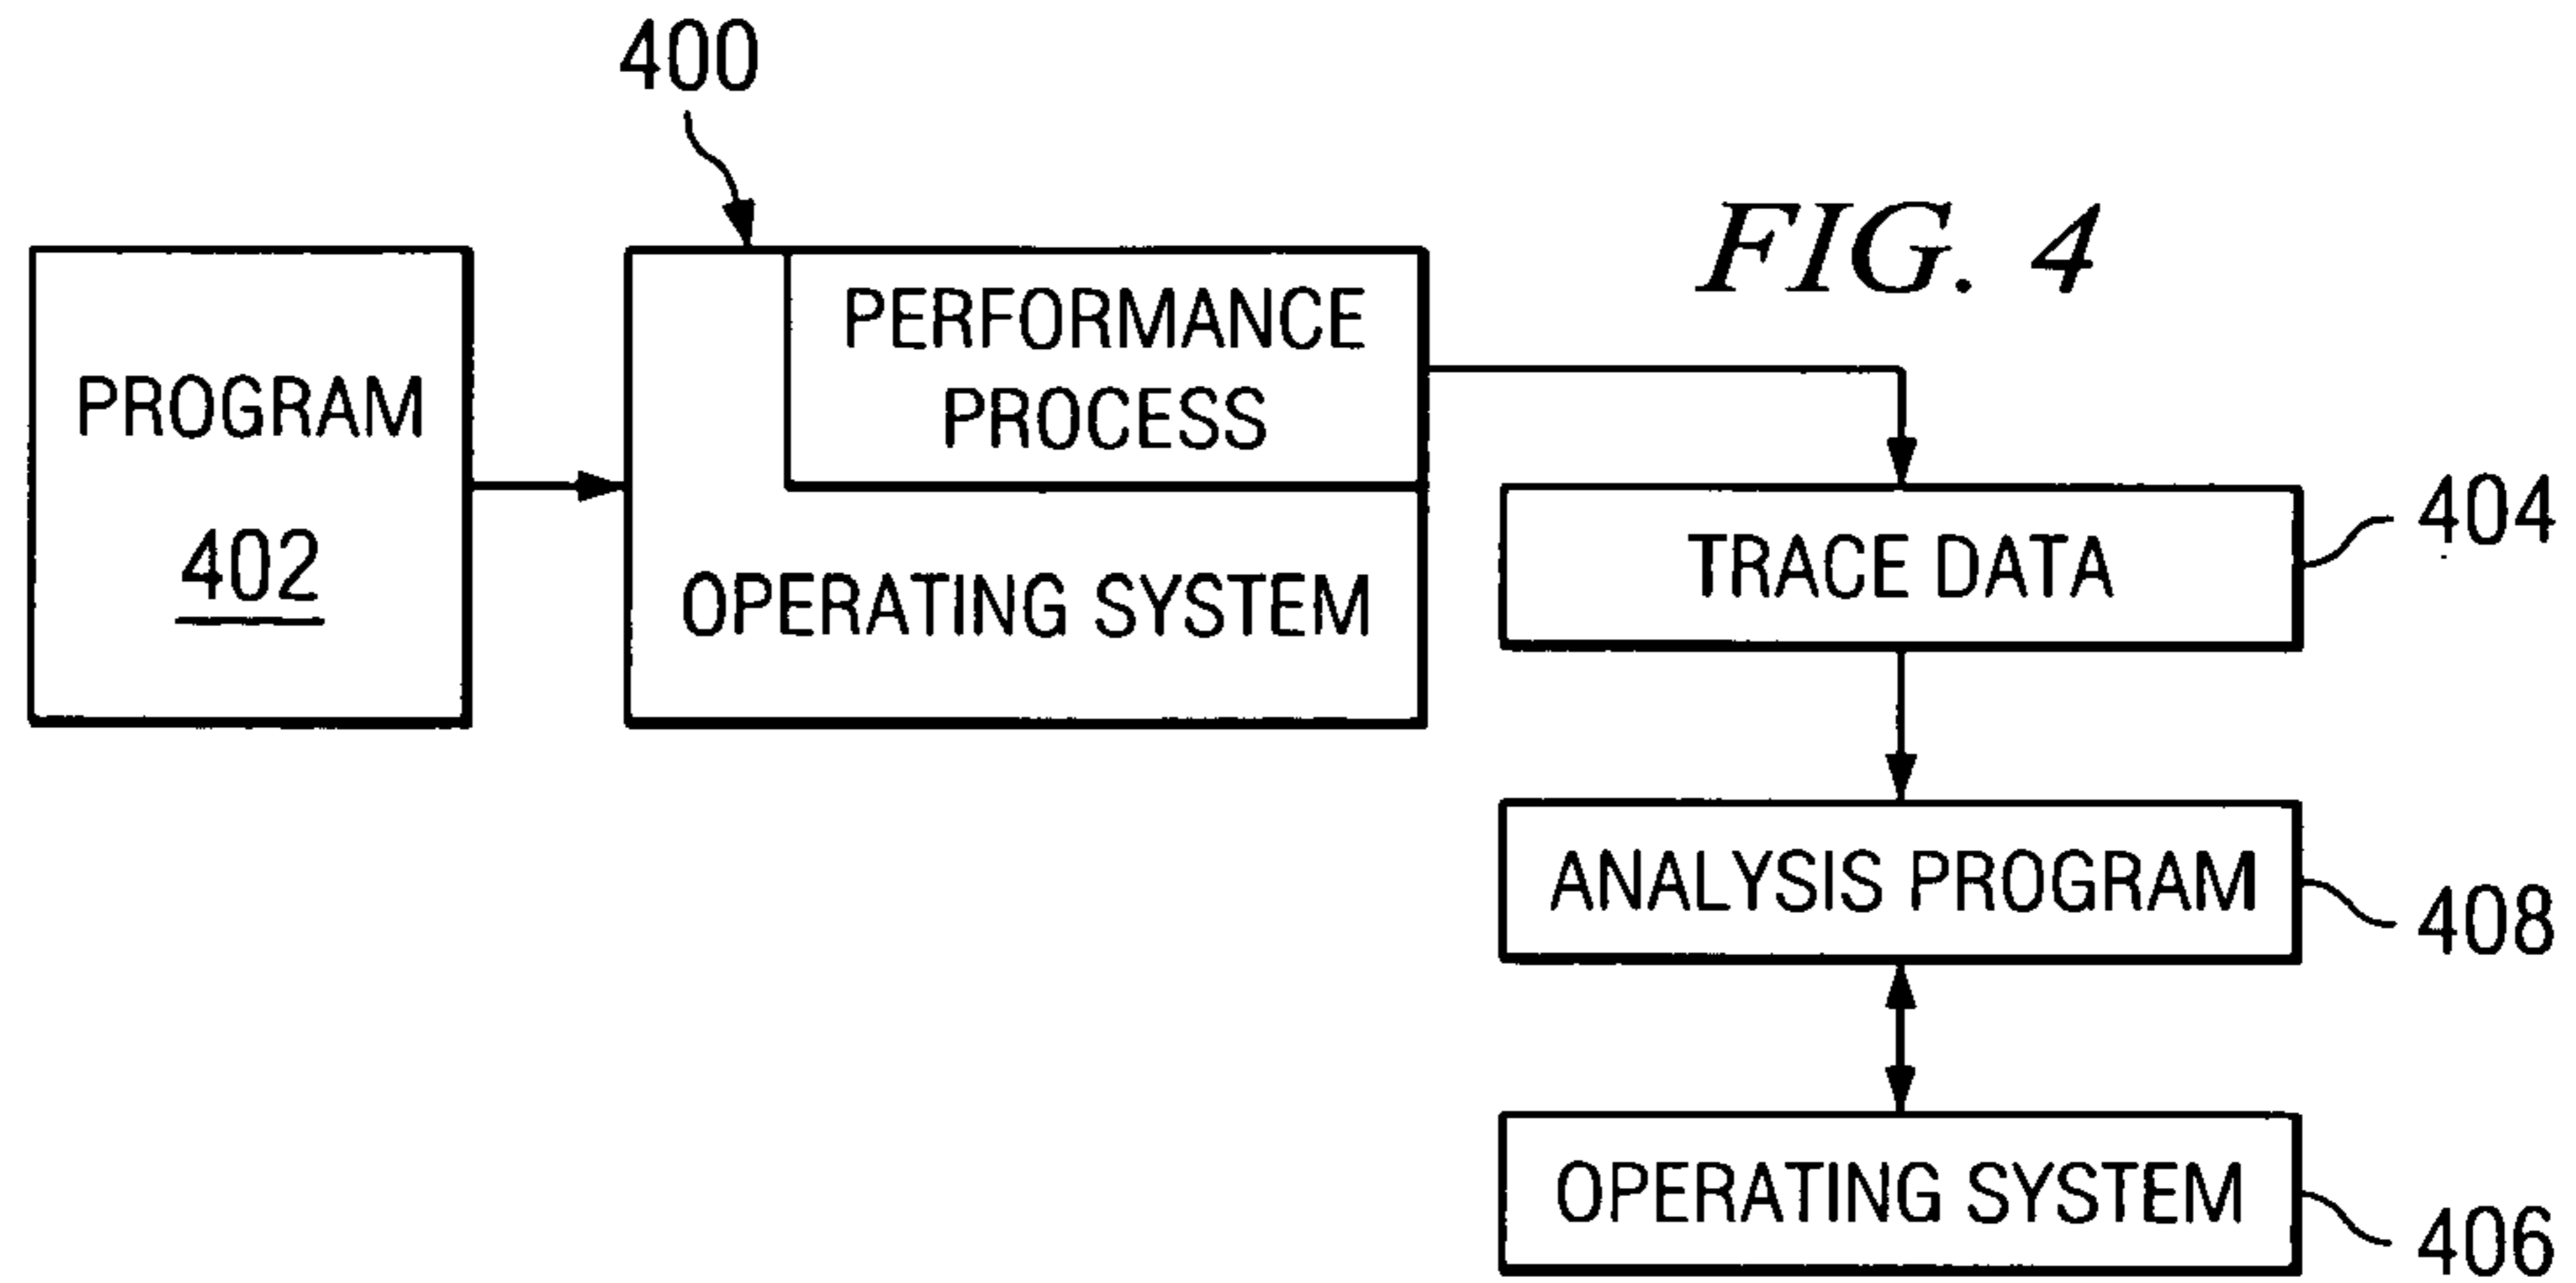 400
FIG. 4
PROGRAM
402
PERFORMANCE
PROCESS
OPERATING SYSTEM
TRACE DATA
404
ANALYSIS PROGRAM
408
OPERATING SYSTEM
406